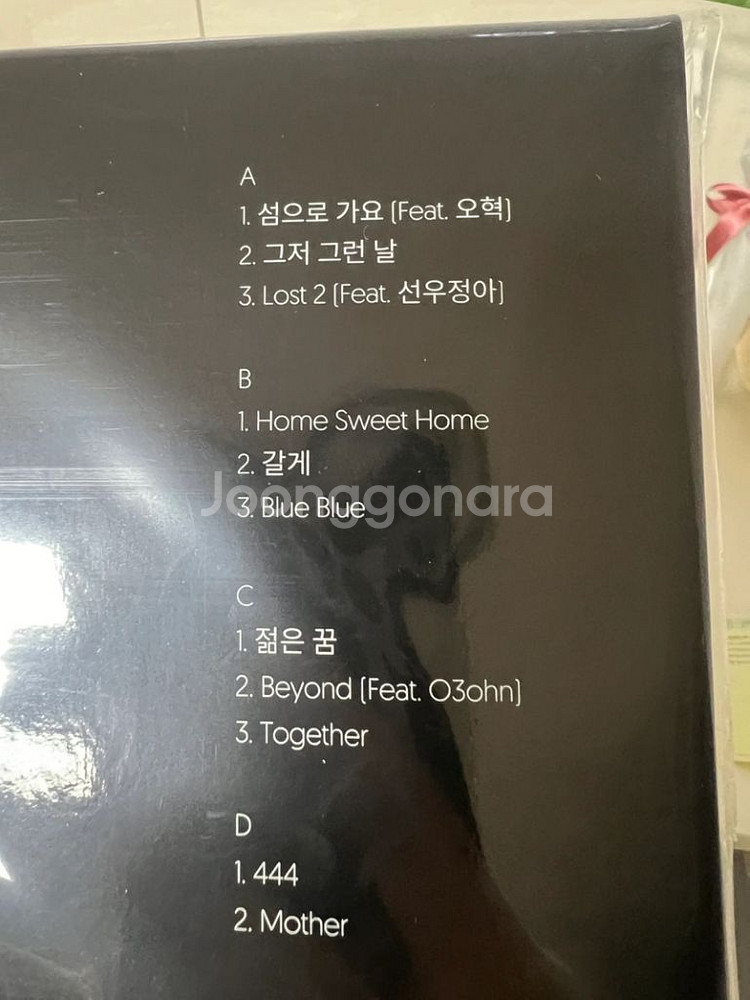 A
1. 섬으로 가요 (Feat. 오혁)
2. 그저 그런 날
3. Lost 2 (Feat. 선우정아)
B
1. Home Sweet Home
2. 갈게
Joonggonara
3. Blue Blue
C
1. 젊은 꿈
2. Beyond (Feat. O3ohn)
3. Together
D
1. 444
2. Mother